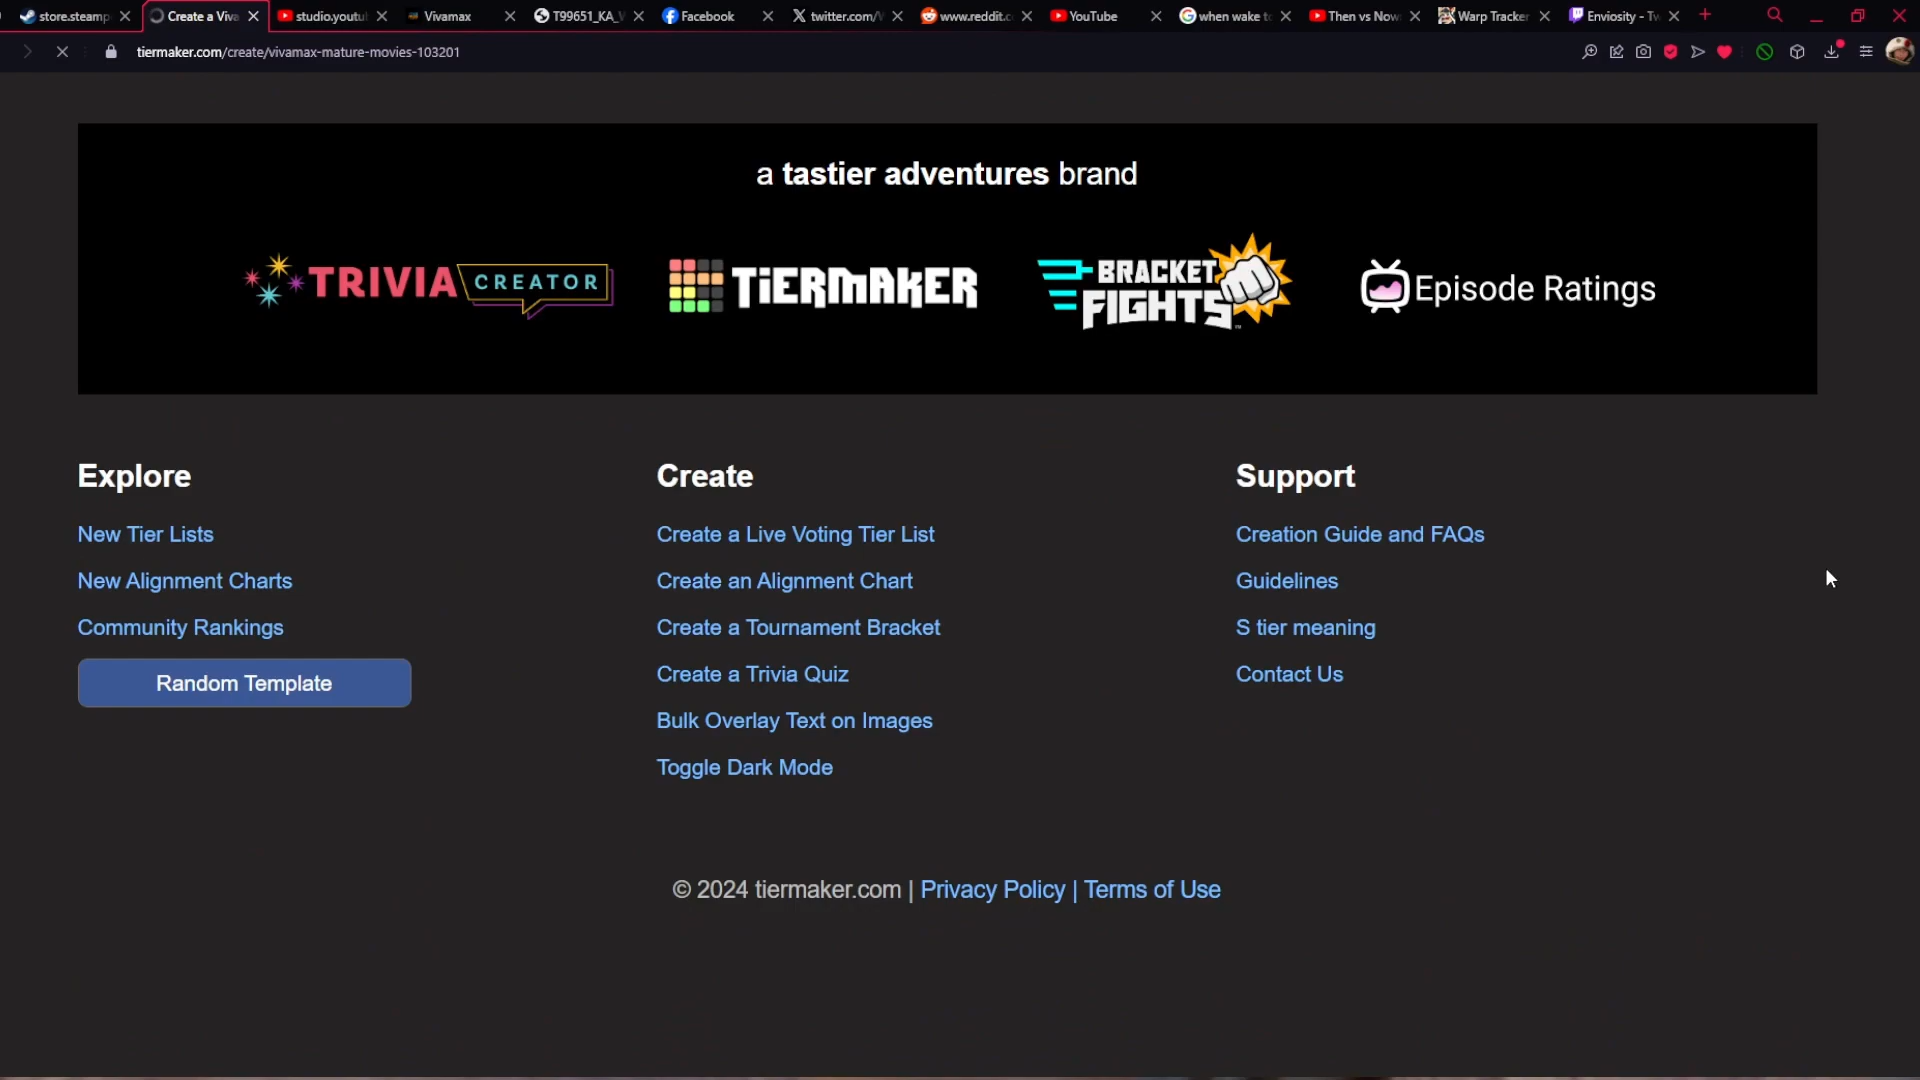 store.steamp
Create a Viva
studio.youtu
Vivamax
T99651_KA_V
Facebook
twitter.com/V
www.reddit.c
YouTube
when wake to
Then vs Now
Warp Tracker
Enviosity - Tw
tiermaker.com/create/vivamax-mature-movies-103201
a tastier adventures brand
TRIVIA CREATOR
TiERMAKER
BRACKET FIGHTS™
Episode Ratings
Explore
New Tier Lists
New Alignment Charts
Community Rankings
Random Template
Create
Create a Live Voting Tier List
Create an Alignment Chart
Create a Tournament Bracket
Create a Trivia Quiz
Bulk Overlay Text on Images
Toggle Dark Mode
Support
Creation Guide and FAQs
Guidelines
S tier meaning
Contact Us
© 2024 tiermaker.com | Privacy Policy | Terms of Use